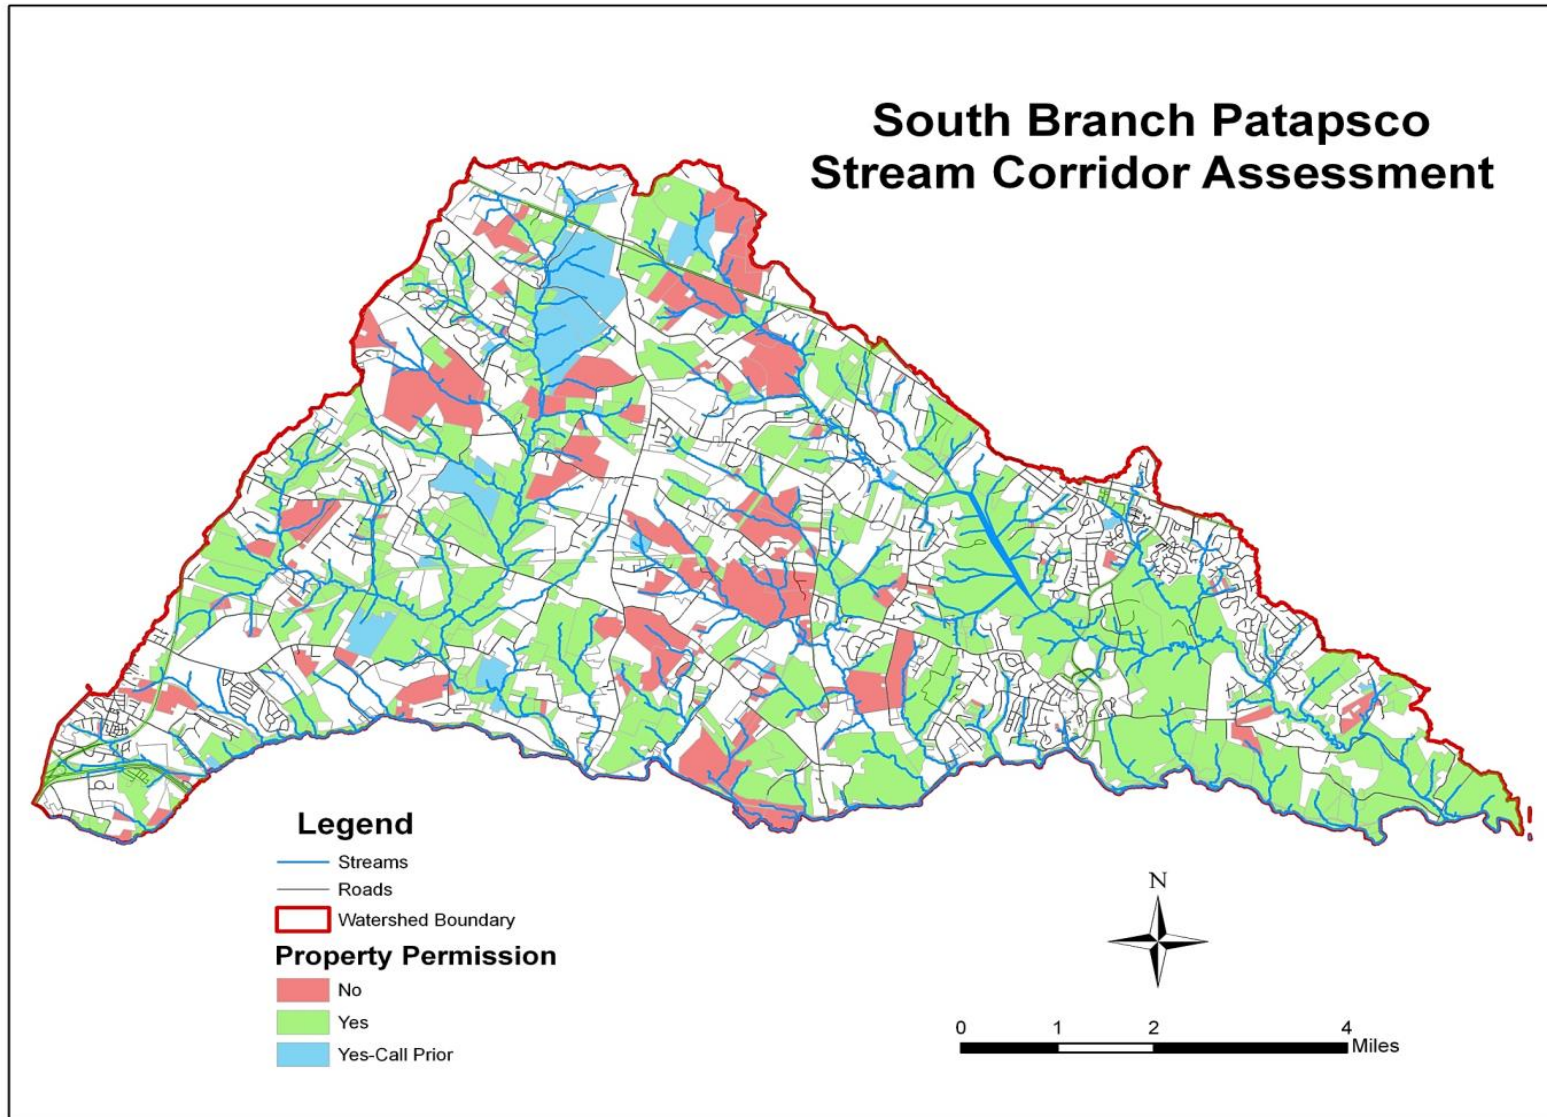 South Branch Patapsco
Stream Corridor Assessment
Legend
Streams
Roads
Watershed Boundary
Property Permission
No
Yes
Yes-Call Prior
N
0 1 2 4
Miles